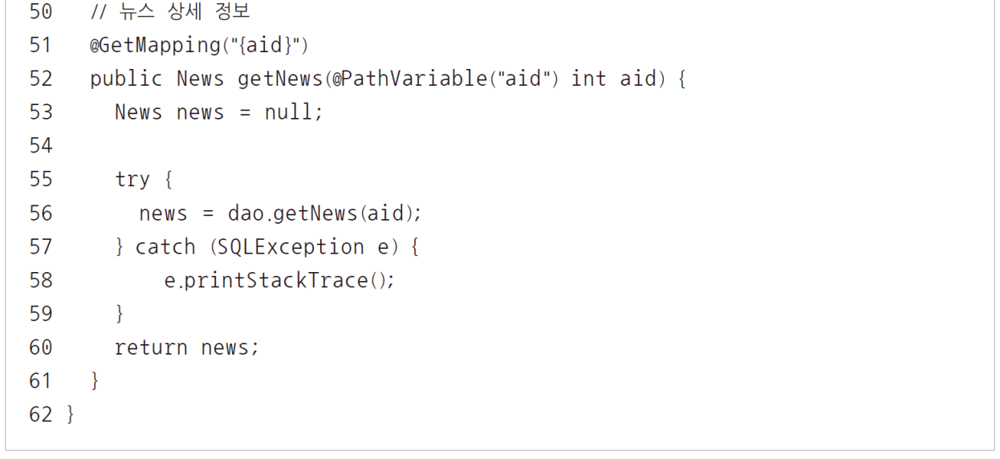 50 // 뉴스 상세 정보
51 @GetMapping("{aid}")
52 public News getNews(@PathVariable("aid") int aid) {
53 News news = null;
54
55 try {
56 news = dao.getNews(aid);
57 } catch (SQLException e) {
58 e.printStackTrace();
59 }
60 return news;
61 }
62 }